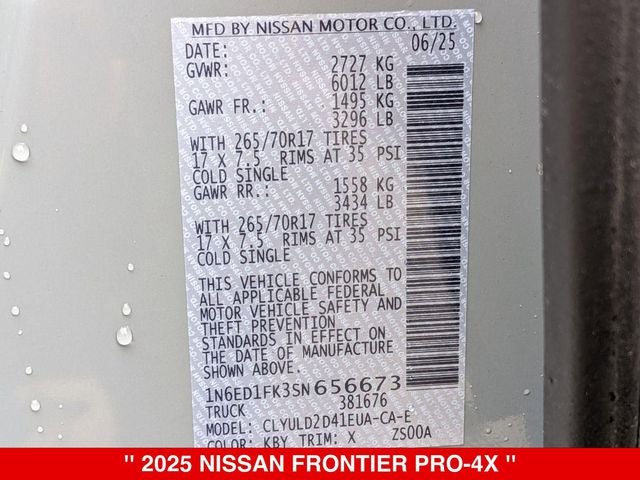 MFD BY NISSAN MOTOR CO., LTD.
DATE: 06/25
GVWR: 2727 KG
6012 LB
GAWR FR.: 1495 KG
3296 LB
WITH 265/70R17 TIRES
17 X 7.5 RIMS AT 35 PSI
COLD SINGLE
GAWR RR.: 1558 KG
3434 LB
WITH 265/70R17 TIRES
17 X 7.5 RIMS AT 35 PSI
COLD SINGLE
THIS VEHICLE CONFORMS TO
ALL APPLICABLE FEDERAL
MOTOR VEHICLE SAFETY AND
THEFT PREVENTION
STANDARDS IN EFFECT ON
THE DATE OF MANUFACTURE
SHOWN ABOVE.
1N6ED1FK3SN656673
TRUCK 381676
MODEL: CLYULD2D41EUA-CA-E
COLOR: KBY TRIM: X ZS00A
" 2025 NISSAN FRONTIER PRO-4X "